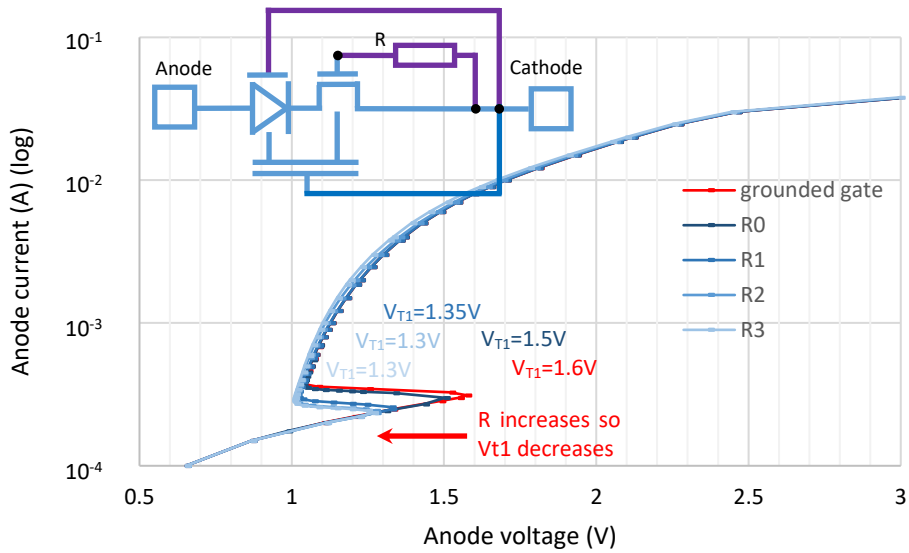 R
Anode
Cathode
10⁻¹
10⁻²
10⁻³
10⁻⁴
Anode current (A) (log)
grounded gate
R0
R1
R2
R3
V_T1=1.35V
V_T1=1.3V
V_T1=1.5V
V_T1=1.3V
V_T1=1.6V
R increases so
Vt1 decreases
0.5 1 1.5 2 2.5 3
Anode voltage (V)